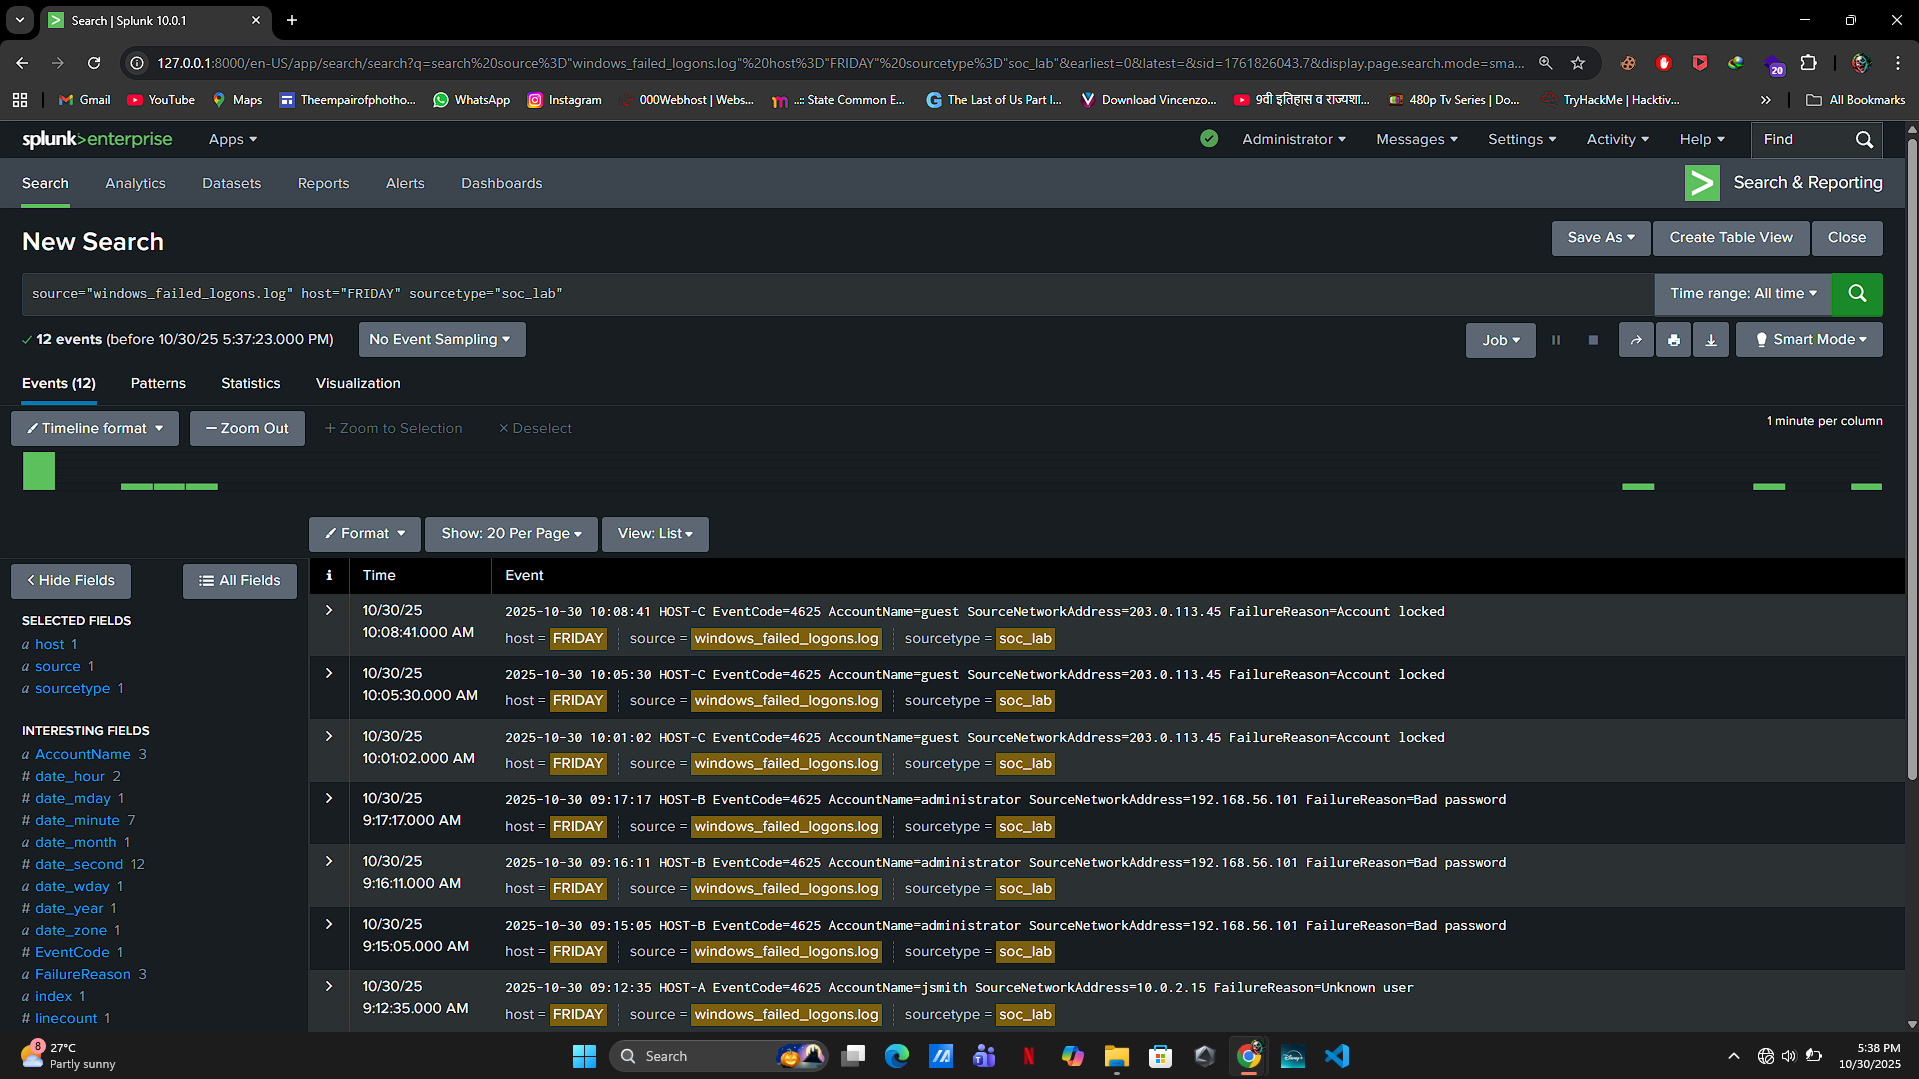 Search | Splunk 10.0.1
127.0.0.1:8000/en-US/app/search/search?q=search%20source%3D"windows_failed_logons.log"%20host%3D"FRIDAY"%20sourcetype%3D"soc_lab"&earliest=0&latest=&sid=1761826043.7&display.page.search.mode=sma...
20
Gmail YouTube Maps Theempairofphotho... WhatsApp Instagram 000Webhost | Webs... ..:: State Common E... The Last of Us Part I... Download Vincenzo... 9वी इतिहास व राज्यशा... 480p Tv Series | Do... TryHackMe | Hacktiv... » All Bookmarks
splunk>enterprise Apps Administrator Messages Settings Activity Help Find
Search Analytics Datasets Reports Alerts Dashboards Search & Reporting
New Search
Save As Create Table View Close
source="windows_failed_logons.log" host="FRIDAY" sourcetype="soc_lab"
Time range: All time
12 events (before 10/30/25 5:37:23.000 PM) No Event Sampling
Job Smart Mode
Events (12) Patterns Statistics Visualization
Timeline format — Zoom Out + Zoom to Selection × Deselect
1 minute per column
Format Show: 20 Per Page View: List
Hide Fields All Fields
i Time Event
SELECTED FIELDS
a host 1
a source 1
a sourcetype 1
INTERESTING FIELDS
a AccountName 3
# date_hour 2
# date_mday 1
# date_minute 7
a date_month 1
# date_second 12
a date_wday 1
# date_year 1
a date_zone 1
# EventCode 1
a FailureReason 3
a index 1
# linecount 1
10/30/25
10:08:41.000 AM
2025-10-30 10:08:41 HOST-C EventCode=4625 AccountName=guest SourceNetworkAddress=203.0.113.45 FailureReason=Account locked
host = FRIDAY source = windows_failed_logons.log sourcetype = soc_lab
10/30/25
10:05:30.000 AM
2025-10-30 10:05:30 HOST-C EventCode=4625 AccountName=guest SourceNetworkAddress=203.0.113.45 FailureReason=Account locked
host = FRIDAY source = windows_failed_logons.log sourcetype = soc_lab
10/30/25
10:01:02.000 AM
2025-10-30 10:01:02 HOST-C EventCode=4625 AccountName=guest SourceNetworkAddress=203.0.113.45 FailureReason=Account locked
host = FRIDAY source = windows_failed_logons.log sourcetype = soc_lab
10/30/25
9:17:17.000 AM
2025-10-30 09:17:17 HOST-B EventCode=4625 AccountName=administrator SourceNetworkAddress=192.168.56.101 FailureReason=Bad password
host = FRIDAY source = windows_failed_logons.log sourcetype = soc_lab
10/30/25
9:16:11.000 AM
2025-10-30 09:16:11 HOST-B EventCode=4625 AccountName=administrator SourceNetworkAddress=192.168.56.101 FailureReason=Bad password
host = FRIDAY source = windows_failed_logons.log sourcetype = soc_lab
10/30/25
9:15:05.000 AM
2025-10-30 09:15:05 HOST-B EventCode=4625 AccountName=administrator SourceNetworkAddress=192.168.56.101 FailureReason=Bad password
host = FRIDAY source = windows_failed_logons.log sourcetype = soc_lab
10/30/25
9:12:35.000 AM
2025-10-30 09:12:35 HOST-A EventCode=4625 AccountName=jsmith SourceNetworkAddress=10.0.2.15 FailureReason=Unknown user
host = FRIDAY source = windows_failed_logons.log sourcetype = soc_lab
8
27°C
Partly sunny
Search
5:38 PM
10/30/2025